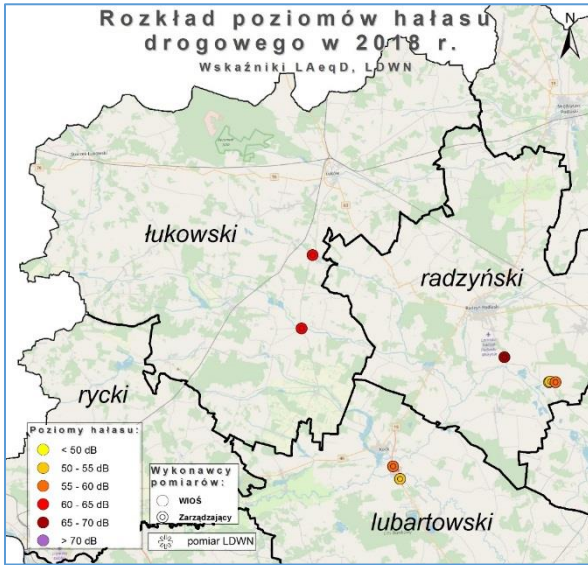 Rozkład poziomów hałasu
drogowego w 2018 r.
Wskaźniki LAeqD, LDWN
N
łukowski
radzyński
rycki
lubartowski
Poziomy hałasu:
< 50 dB
50 - 55 dB
55 - 60 dB
60 - 65 dB
65 - 70 dB
> 70 dB
Wykonawcy
pomiarów:
WIOŚ
Zarządzający
pomiar LDWN